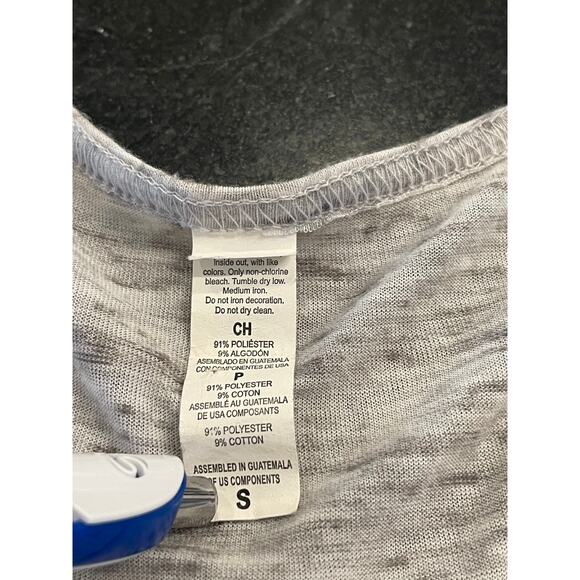 Inside out, with like
colors. Only non-chlorine
bleach. Tumble dry low.
Medium iron.
Do not iron decoration.
Do not dry clean.
CH
91% POLIÉSTER
9% ALGODÓN
ASEMBLADO EN GUATEMALA
CON COMPONENTES DE USA
P
91% POLYESTER
9% COTON
ASSEMBLÉ AU GUATEMALA
DE USA COMPOSANTS
91% POLYESTER
9% COTTON
ASSEMBLED IN GUATEMALA
OF US COMPONENTS
S